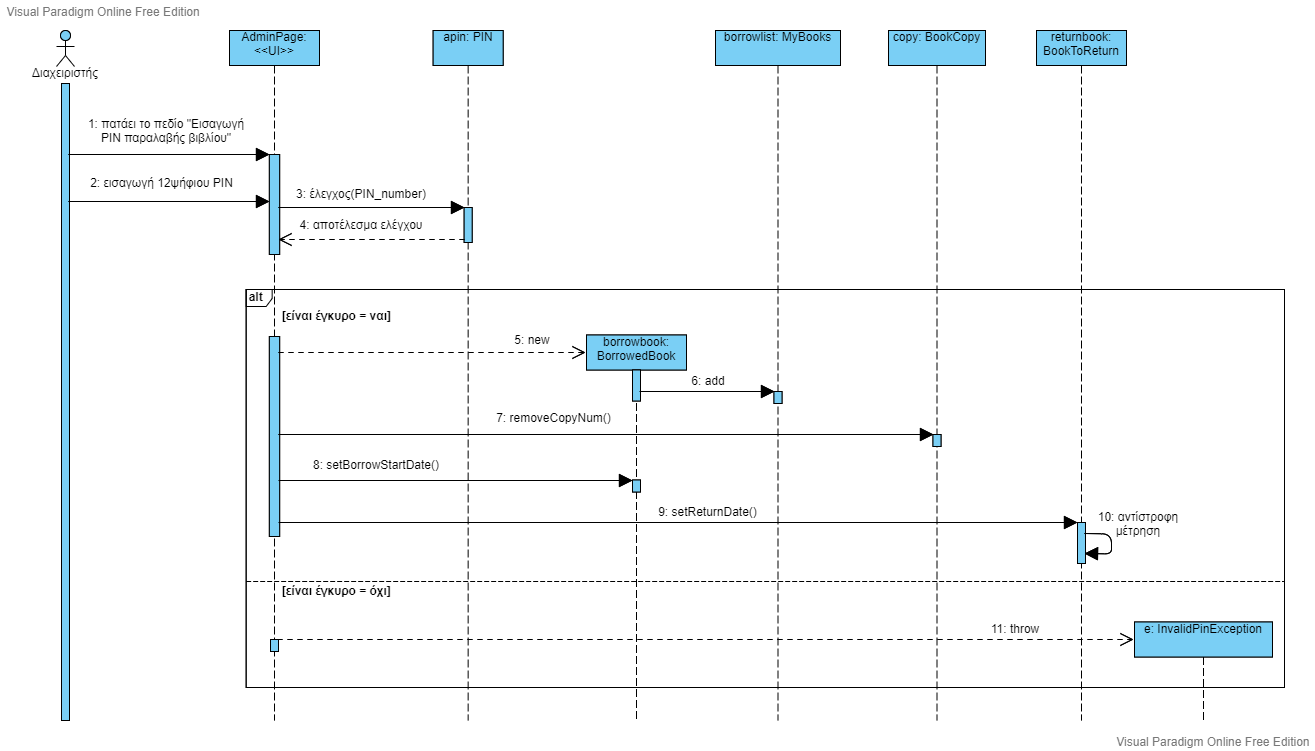 Visual Paradigm Online Free Edition
Διαχειριστής
AdminPage:
<<UI>>
apin: PIN
borrowlist: MyBooks
copy: BookCopy
returnbook:
BookToReturn
1: πατάει το πεδίο "Εισαγωγή
PIN παραλαβής βιβλίου"
2: εισαγωγή 12ψήφιου PIN
3: έλεγχος(PIN_number)
4: αποτέλεσμα ελέγχου
alt
[είναι έγκυρο = ναι]
5: new
borrowbook:
BorrowedBook
6: add
7: removeCopyNum()
8: setBorrowStartDate()
9: setReturnDate()
10: αντίστροφη
μέτρηση
[είναι έγκυρο = όχι]
11: throw
e: InvalidPinException
Visual Paradigm Online Free Edition